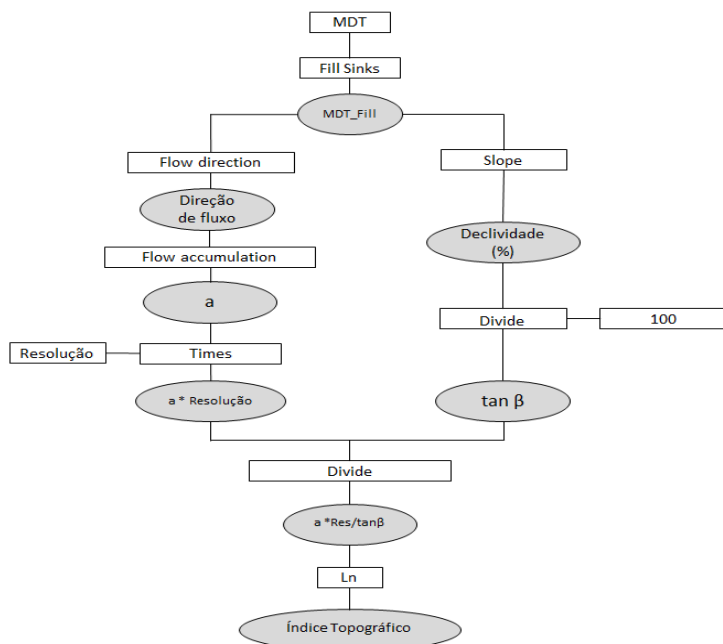 MDT
Fill Sinks
MDT_Fill
Flow direction
Slope
Direção
de fluxo
Declividade
(%)
Flow accumulation
a
Divide
100
Resolução
Times
a * Resolução
tan β
Divide
a *Res/tanβ
Ln
Índice Topográfico